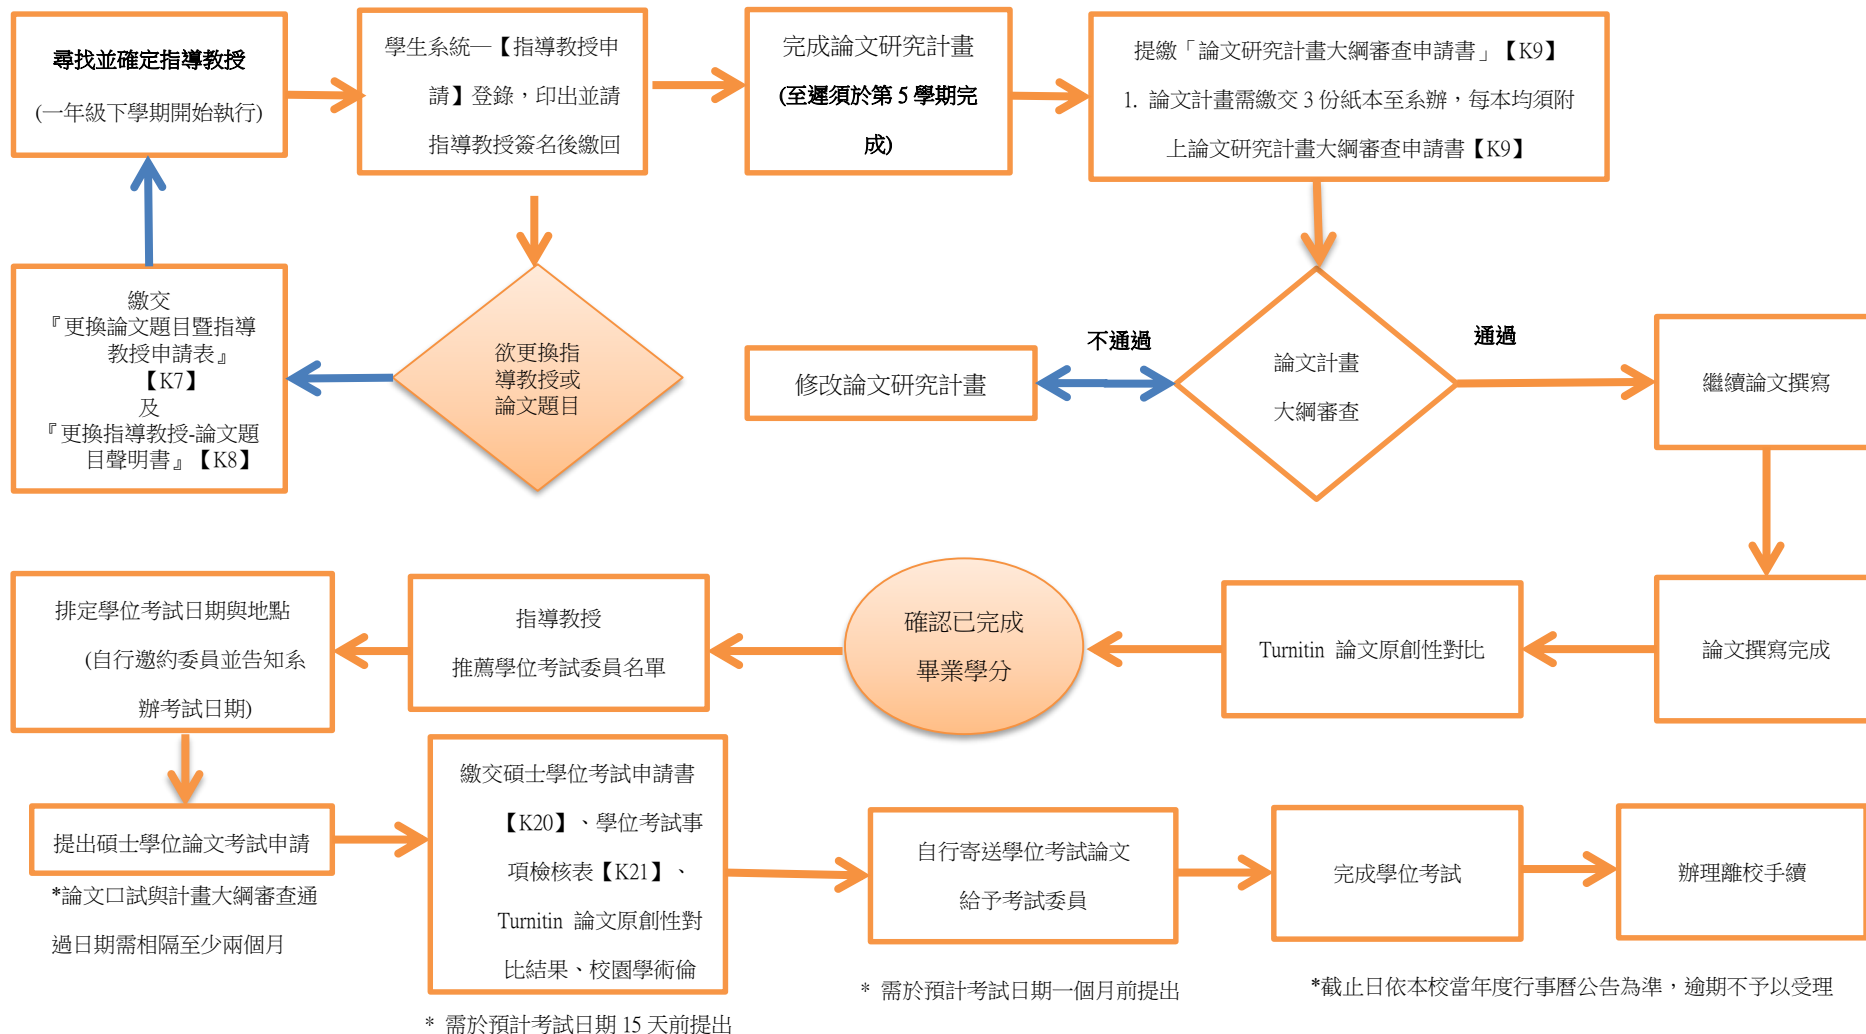 尋找並確定指導教授
(一年級下學期開始執行)
學生系統─【指導教授申
請】登錄，印出並請
指導教授簽名後繳回
完成論文研究計畫
(至遲須於第 5 學期完
成)
提繳「論文研究計畫大綱審查申請書」【K9】
1. 論文計畫需繳交 3 份紙本至系辦，每本均須附
上論文研究計畫大綱審查申請書【K9】
繳交
『更換論文題目暨指導
教授申請表』
【K7】
及
『更換指導教授-論文題
目聲明書』【K8】
欲更換指
導教授或
論文題目
修改論文研究計畫
不通過
論文計畫
大綱審查
通過
繼續論文撰寫
排定學位考試日期與地點
(自行邀約委員並告知系
辦考試日期)
指導教授
推薦學位考試委員名單
確認已完成
畢業學分
Turnitin 論文原創性對比
論文撰寫完成
提出碩士學位論文考試申請
*論文口試與計畫大綱審查通
過日期需相隔至少兩個月
繳交碩士學位考試申請書
【K20】、學位考試事
項檢核表【K21】、
Turnitin 論文原創性對
比結果、校園學術倫
* 需於預計考試日期 15 天前提出
自行寄送學位考試論文
給予考試委員
* 需於預計考試日期一個月前提出
完成學位考試
辦理離校手續
*截止日依本校當年度行事曆公告為準，逾期不予以受理